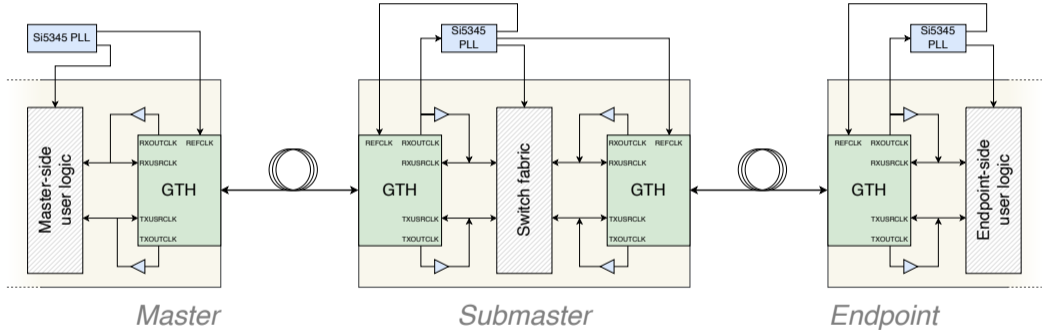 Si5345 PLL
Si5345
PLL
Si5345
PLL
Master-side
user logic
RXOUTCLK REFCLK
RXUSRCLK
GTH
TXUSRCLK
TXOUTCLK
REFCLK RXOUTCLK
RXUSRCLK
GTH
TXUSRCLK
TXOUTCLK
Switch fabric
RXOUTCLK REFCLK
RXUSRCLK
GTH
TXUSRCLK
TXOUTCLK
REFCLK RXOUTCLK
RXUSRCLK
GTH
TXUSRCLK
TXOUTCLK
Endpoint-side
user logic
Master
Submaster
Endpoint